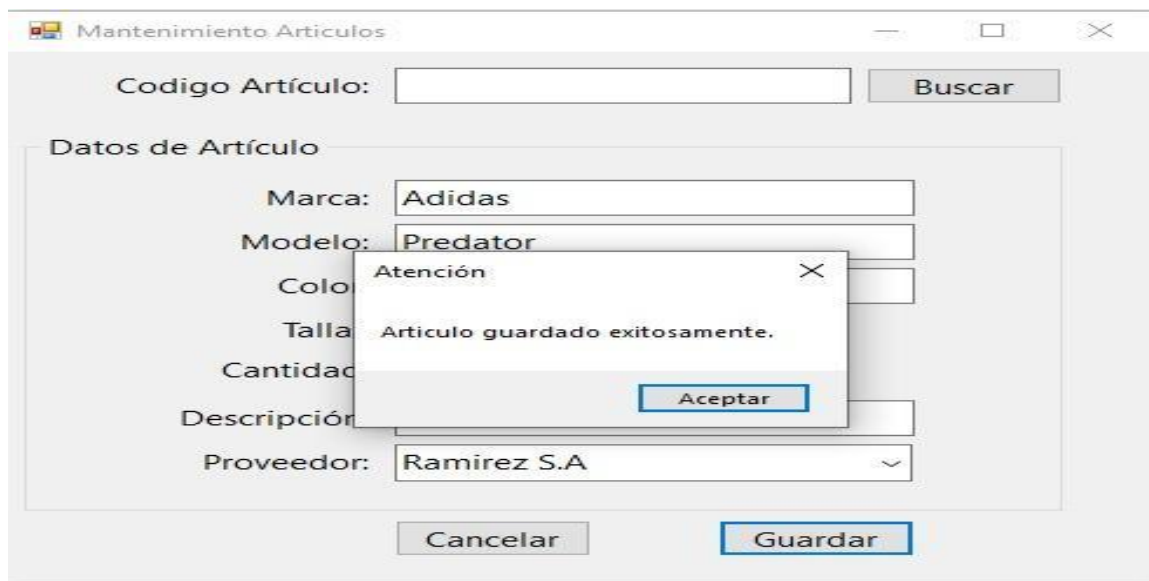 Mantenimiento Articulos
Codigo Artículo:
Buscar
Datos de Artículo
Marca: Adidas
Modelo: Predator
Atención
Articulo guardado exitosamente.
Talla
Aceptar
Proveedor: Ramirez S.A
Cancelar
Guardar